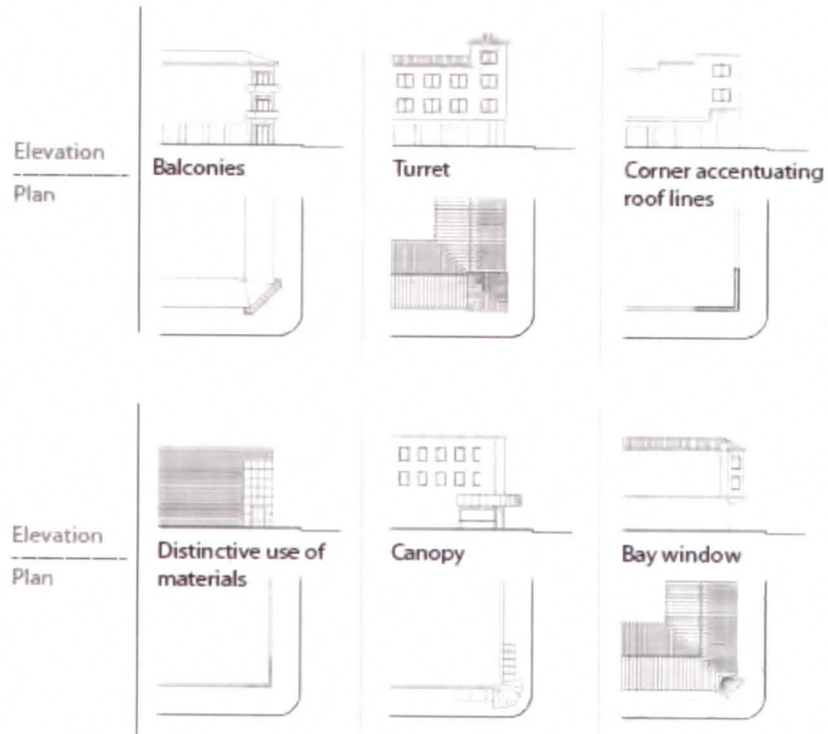 Elevation
Plan
Balconies
Turret
Corner accentuating
roof lines
Elevation
Plan
Distinctive use of
materials
Canopy
Bay window